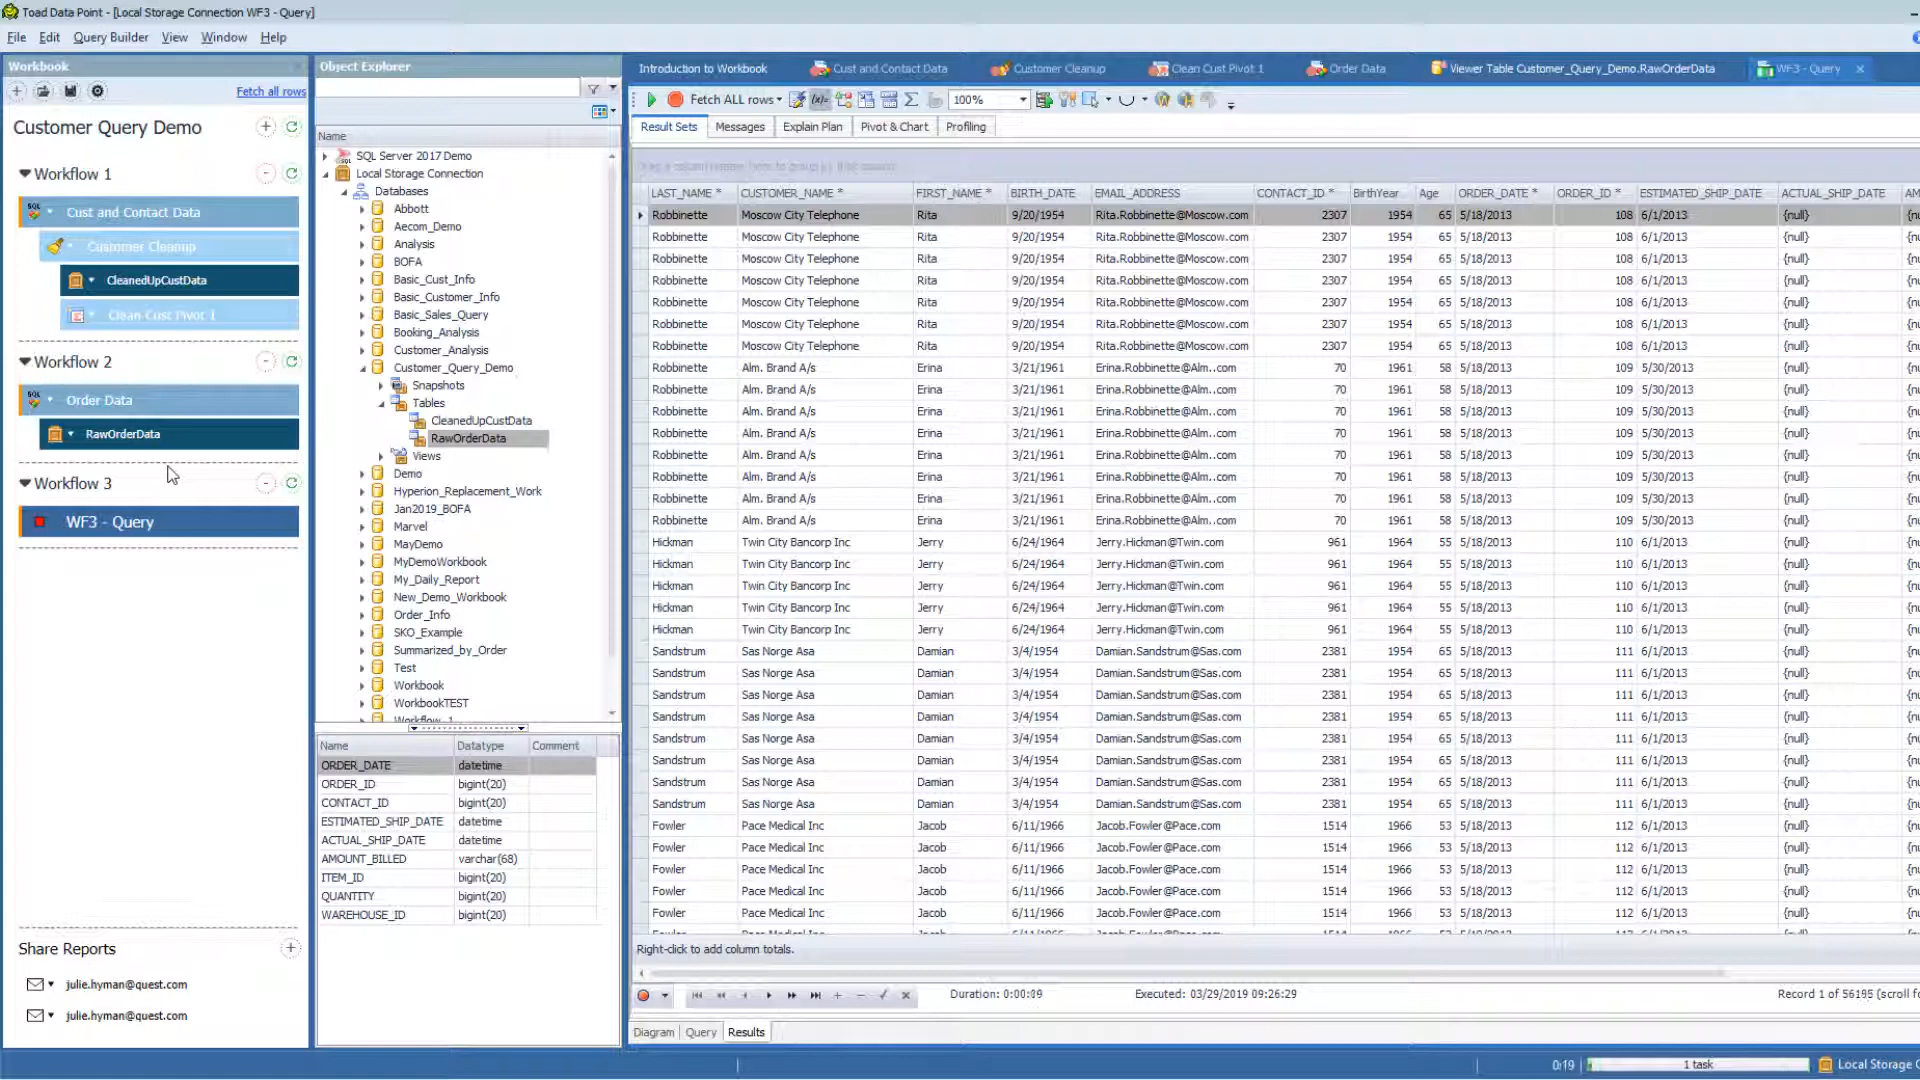 Toad Data Point - [Local Storage Connection WF3 - Query]
File Edit Query Builder View Window Help
Workbook
Fetch all rows
Customer Query Demo
Workflow 1
Cust and Contact Data
Customer Cleanup
CleanedUpCustData
Clean Cust Pivot 1
Workflow 2
Order Data
RawOrderData
Workflow 3
WF3 - Query
Share Reports
julie.hyman@quest.com
julie.hyman@quest.com
Object Explorer
Name
SQL Server 2017 Demo
Local Storage Connection
Databases
Abbott
Aecom_Demo
Analysis
BOFA
Basic_Cust_Info
Basic_Customer_Info
Basic_Sales_Query
Booking_Analysis
Customer_Analysis
Customer_Query_Demo
Snapshots
Tables
CleanedUpCustData
RawOrderData
Views
Demo
Hyperion_Replacement_Work
Jan2019_BOFA
Marvel
MayDemo
MyDemoWorkbook
My_Daily_Report
New_Demo_Workbook
Order_Info
SKO_Example
Summarized_by_Order
Test
Workbook
WorkbookTEST
Workflow_1
Name Datatype Comment
ORDER_DATE datetime
ORDER_ID bigint(20)
CONTACT_ID bigint(20)
ESTIMATED_SHIP_DATE datetime
ACTUAL_SHIP_DATE datetime
AMOUNT_BILLED varchar(68)
ITEM_ID bigint(20)
QUANTITY bigint(20)
WAREHOUSE_ID bigint(20)
Introduction to Workbook Cust and Contact Data Customer Cleanup Clean Cust Pivot 1 Order Data Viewer Table Customer_Query_Demo.RawOrderData WF3 - Query
Fetch ALL rows 100%
Result Sets Messages Explain Plan Pivot & Chart Profiling
LAST_NAME * CUSTOMER_NAME * FIRST_NAME * BIRTH_DATE EMAIL_ADDRESS CONTACT_ID * BirthYear Age ORDER_DATE * ORDER_ID * ESTIMATED_SHIP_DATE ACTUAL_SHIP_DATE AM
Robbinette Moscow City Telephone Rita 9/20/1954 Rita.Robbinette@Moscow.com 2307 1954 65 5/18/2013 108 6/1/2013 {null} {nu
Robbinette Moscow City Telephone Rita 9/20/1954 Rita.Robbinette@Moscow.com 2307 1954 65 5/18/2013 108 6/1/2013 {null} {nu
Robbinette Moscow City Telephone Rita 9/20/1954 Rita.Robbinette@Moscow.com 2307 1954 65 5/18/2013 108 6/1/2013 {null} {nu
Robbinette Moscow City Telephone Rita 9/20/1954 Rita.Robbinette@Moscow.com 2307 1954 65 5/18/2013 108 6/1/2013 {null} {nu
Robbinette Moscow City Telephone Rita 9/20/1954 Rita.Robbinette@Moscow.com 2307 1954 65 5/18/2013 108 6/1/2013 {null} {nu
Robbinette Moscow City Telephone Rita 9/20/1954 Rita.Robbinette@Moscow.com 2307 1954 65 5/18/2013 108 6/1/2013 {null} {nu
Robbinette Moscow City Telephone Rita 9/20/1954 Rita.Robbinette@Moscow.com 2307 1954 65 5/18/2013 108 6/1/2013 {null} {nu
Robbinette Alm. Brand A/s Erina 3/21/1961 Erina.Robbinette@Alm..com 70 1961 58 5/18/2013 109 5/30/2013 {null} {nu
Robbinette Alm. Brand A/s Erina 3/21/1961 Erina.Robbinette@Alm..com 70 1961 58 5/18/2013 109 5/30/2013 {null} {nu
Robbinette Alm. Brand A/s Erina 3/21/1961 Erina.Robbinette@Alm..com 70 1961 58 5/18/2013 109 5/30/2013 {null} {nu
Robbinette Alm. Brand A/s Erina 3/21/1961 Erina.Robbinette@Alm..com 70 1961 58 5/18/2013 109 5/30/2013 {null} {nu
Robbinette Alm. Brand A/s Erina 3/21/1961 Erina.Robbinette@Alm..com 70 1961 58 5/18/2013 109 5/30/2013 {null} {nu
Robbinette Alm. Brand A/s Erina 3/21/1961 Erina.Robbinette@Alm..com 70 1961 58 5/18/2013 109 5/30/2013 {null} {nu
Robbinette Alm. Brand A/s Erina 3/21/1961 Erina.Robbinette@Alm..com 70 1961 58 5/18/2013 109 5/30/2013 {null} {nu
Robbinette Alm. Brand A/s Erina 3/21/1961 Erina.Robbinette@Alm..com 70 1961 58 5/18/2013 109 5/30/2013 {null} {nu
Hickman Twin City Bancorp Inc Jerry 6/24/1964 Jerry.Hickman@Twin.com 961 1964 55 5/18/2013 110 6/1/2013 {null} {nu
Hickman Twin City Bancorp Inc Jerry 6/24/1964 Jerry.Hickman@Twin.com 961 1964 55 5/18/2013 110 6/1/2013 {null} {nu
Hickman Twin City Bancorp Inc Jerry 6/24/1964 Jerry.Hickman@Twin.com 961 1964 55 5/18/2013 110 6/1/2013 {null} {nu
Hickman Twin City Bancorp Inc Jerry 6/24/1964 Jerry.Hickman@Twin.com 961 1964 55 5/18/2013 110 6/1/2013 {null} {nu
Hickman Twin City Bancorp Inc Jerry 6/24/1964 Jerry.Hickman@Twin.com 961 1964 55 5/18/2013 110 6/1/2013 {null} {nu
Sandstrum Sas Norge Asa Damian 3/4/1954 Damian.Sandstrum@Sas.com 2381 1954 65 5/18/2013 111 6/1/2013 {null} {nu
Sandstrum Sas Norge Asa Damian 3/4/1954 Damian.Sandstrum@Sas.com 2381 1954 65 5/18/2013 111 6/1/2013 {null} {nu
Sandstrum Sas Norge Asa Damian 3/4/1954 Damian.Sandstrum@Sas.com 2381 1954 65 5/18/2013 111 6/1/2013 {null} {nu
Sandstrum Sas Norge Asa Damian 3/4/1954 Damian.Sandstrum@Sas.com 2381 1954 65 5/18/2013 111 6/1/2013 {null} {nu
Sandstrum Sas Norge Asa Damian 3/4/1954 Damian.Sandstrum@Sas.com 2381 1954 65 5/18/2013 111 6/1/2013 {null} {nu
Sandstrum Sas Norge Asa Damian 3/4/1954 Damian.Sandstrum@Sas.com 2381 1954 65 5/18/2013 111 6/1/2013 {null} {nu
Sandstrum Sas Norge Asa Damian 3/4/1954 Damian.Sandstrum@Sas.com 2381 1954 65 5/18/2013 111 6/1/2013 {null} {nu
Sandstrum Sas Norge Asa Damian 3/4/1954 Damian.Sandstrum@Sas.com 2381 1954 65 5/18/2013 111 6/1/2013 {null} {nu
Fowler Pace Medical Inc Jacob 6/11/1966 Jacob.Fowler@Pace.com 1514 1966 53 5/18/2013 112 6/1/2013 {null} {nu
Fowler Pace Medical Inc Jacob 6/11/1966 Jacob.Fowler@Pace.com 1514 1966 53 5/18/2013 112 6/1/2013 {null} {nu
Fowler Pace Medical Inc Jacob 6/11/1966 Jacob.Fowler@Pace.com 1514 1966 53 5/18/2013 112 6/1/2013 {null} {nu
Fowler Pace Medical Inc Jacob 6/11/1966 Jacob.Fowler@Pace.com 1514 1966 53 5/18/2013 112 6/1/2013 {null} {nu
Fowler Pace Medical Inc Jacob 6/11/1966 Jacob.Fowler@Pace.com 1514 1966 53 5/18/2013 112 6/1/2013 {null} {nu
Right-click to add column totals.
Duration: 0:00:09 Executed: 03/29/2019 09:26:29 Record 1 of 56195 (scroll fo
Diagram Query Results
0:19 1 task Local Storage C